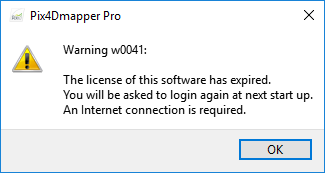 Pix4Dmapper Pro
Warning w0041:
The license of this software has expired.
You will be asked to login again at next start up.
An Internet connection is required.
OK